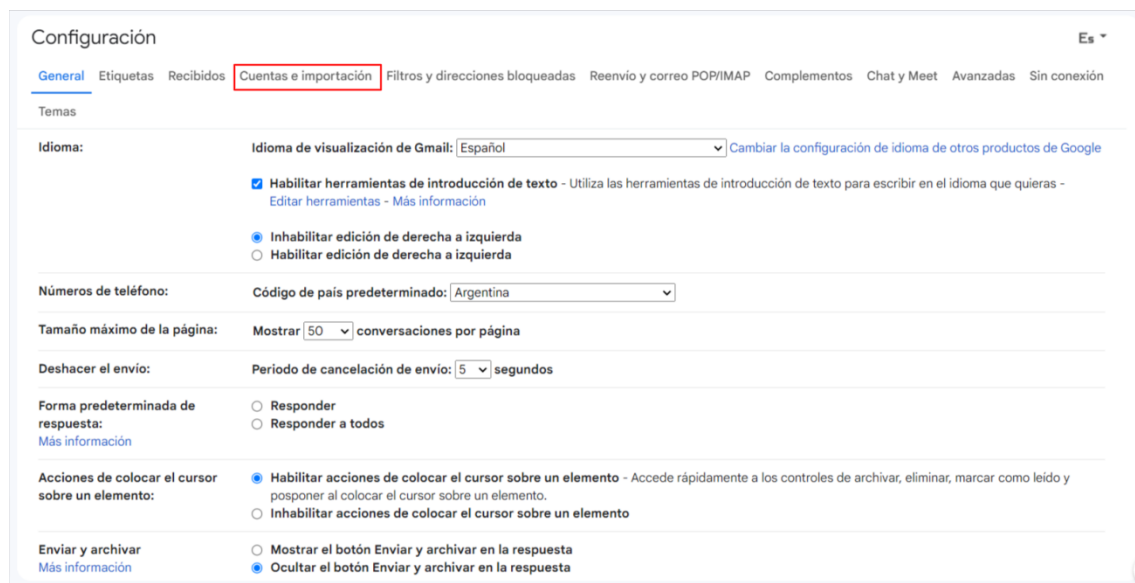 Configuración
Es
General Etiquetas Recibidos Cuentas e importación Filtros y direcciones bloqueadas Reenvío y correo POP/IMAP Complementos Chat y Meet Avanzadas Sin conexión
Temas
Idioma: Idioma de visualización de Gmail: Español Cambiar la configuración de idioma de otros productos de Google
Habilitar herramientas de introducción de texto - Utiliza las herramientas de introducción de texto para escribir en el idioma que quieras -
Editar herramientas - Más información
Inhabilitar edición de derecha a izquierda
Habilitar edición de derecha a izquierda
Números de teléfono: Código de país predeterminado: Argentina
Tamaño máximo de la página: Mostrar 50 conversaciones por página
Deshacer el envío: Periodo de cancelación de envío: 5 segundos
Forma predeterminada de Responder
respuesta: Responder a todos
Más información
Acciones de colocar el cursor Habilitar acciones de colocar el cursor sobre un elemento - Accede rápidamente a los controles de archivar, eliminar, marcar como leído y
sobre un elemento: posponer al colocar el cursor sobre un elemento.
Inhabilitar acciones de colocar el cursor sobre un elemento
Enviar y archivar Mostrar el botón Enviar y archivar en la respuesta
Más información Ocultar el botón Enviar y archivar en la respuesta